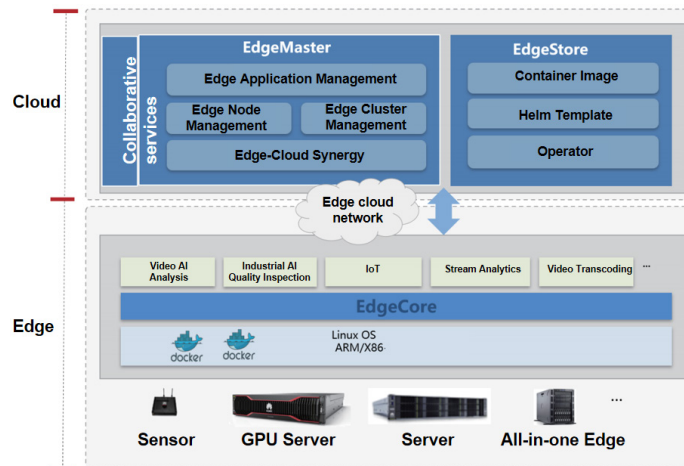 Cloud
Collaborative
services
EdgeMaster
Edge Application Management
Edge Node
Management
Edge Cluster
Management
Edge-Cloud Synergy
EdgeStore
Container Image
Helm Template
Operator
Edge cloud
network
Edge
Video AI
Analysis
Industrial AI
Quality Inspection
IoT
Stream Analytics
Video Transcoding
...
EdgeCore
docker
docker
Linux OS
ARM/X86
Sensor
GPU Server
Server
All-in-one Edge
...